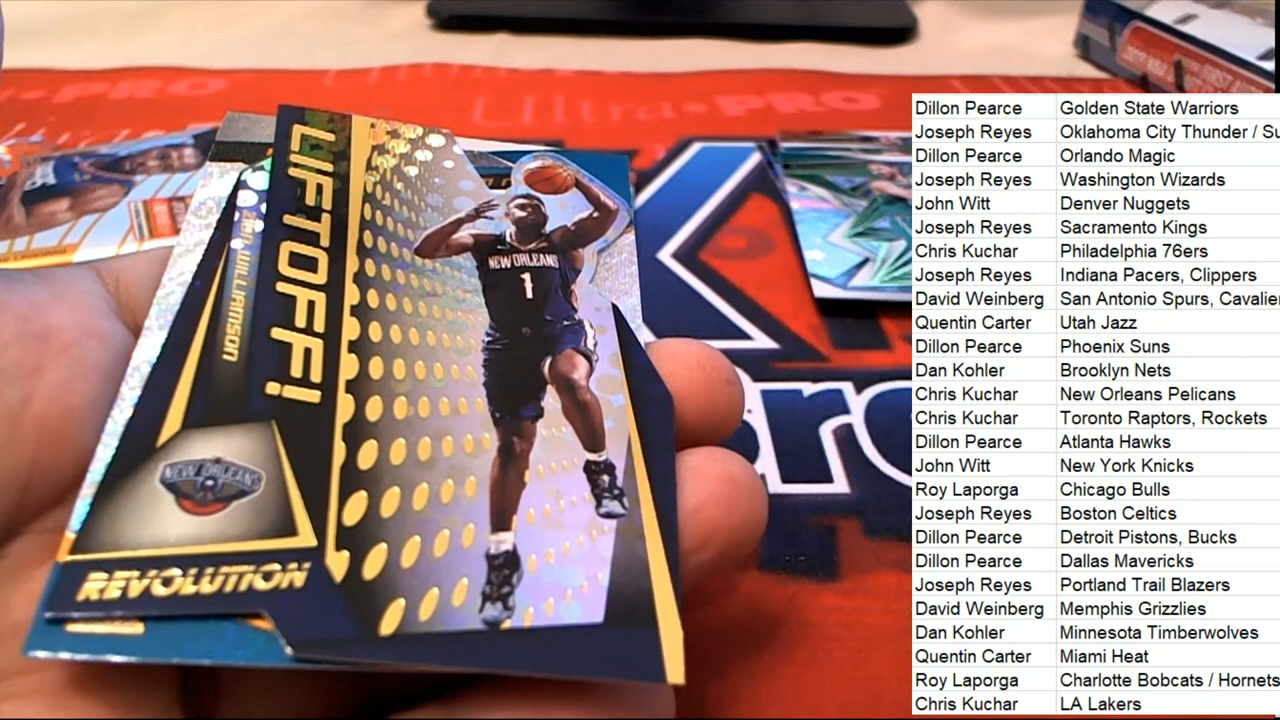 Ultra•PRO
LIFTOFF!
ZION WILLIAMSON
NEW ORLEANS
1
NEW ORLEANS
REVOLUTION
Dillon Pearce Golden State Warriors
Joseph Reyes Oklahoma City Thunder / Su
Dillon Pearce Orlando Magic
Joseph Reyes Washington Wizards
John Witt Denver Nuggets
Joseph Reyes Sacramento Kings
Chris Kuchar Philadelphia 76ers
Joseph Reyes Indiana Pacers, Clippers
David Weinberg San Antonio Spurs, Cavalie
Quentin Carter Utah Jazz
Dillon Pearce Phoenix Suns
Dan Kohler Brooklyn Nets
Chris Kuchar New Orleans Pelicans
Chris Kuchar Toronto Raptors, Rockets
Dillon Pearce Atlanta Hawks
John Witt New York Knicks
Roy Laporga Chicago Bulls
Joseph Reyes Boston Celtics
Dillon Pearce Detroit Pistons, Bucks
Dillon Pearce Dallas Mavericks
Joseph Reyes Portland Trail Blazers
David Weinberg Memphis Grizzlies
Dan Kohler Minnesota Timberwolves
Quentin Carter Miami Heat
Roy Laporga Charlotte Bobcats / Hornets
Chris Kuchar LA Lakers